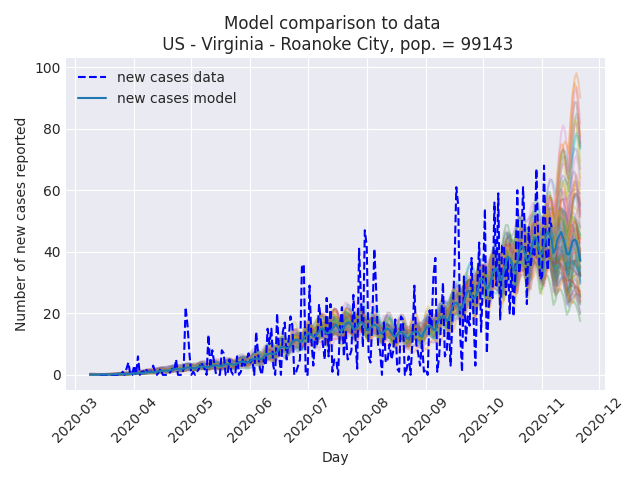 Model comparison to data
US - Virginia - Roanoke City, pop. = 99143
new cases data
new cases model
Number of new cases reported
100
80
60
40
20
0
2020-03
2020-04
2020-05
2020-06
2020-07
2020-08
2020-09
2020-10
2020-11
2020-12
Day